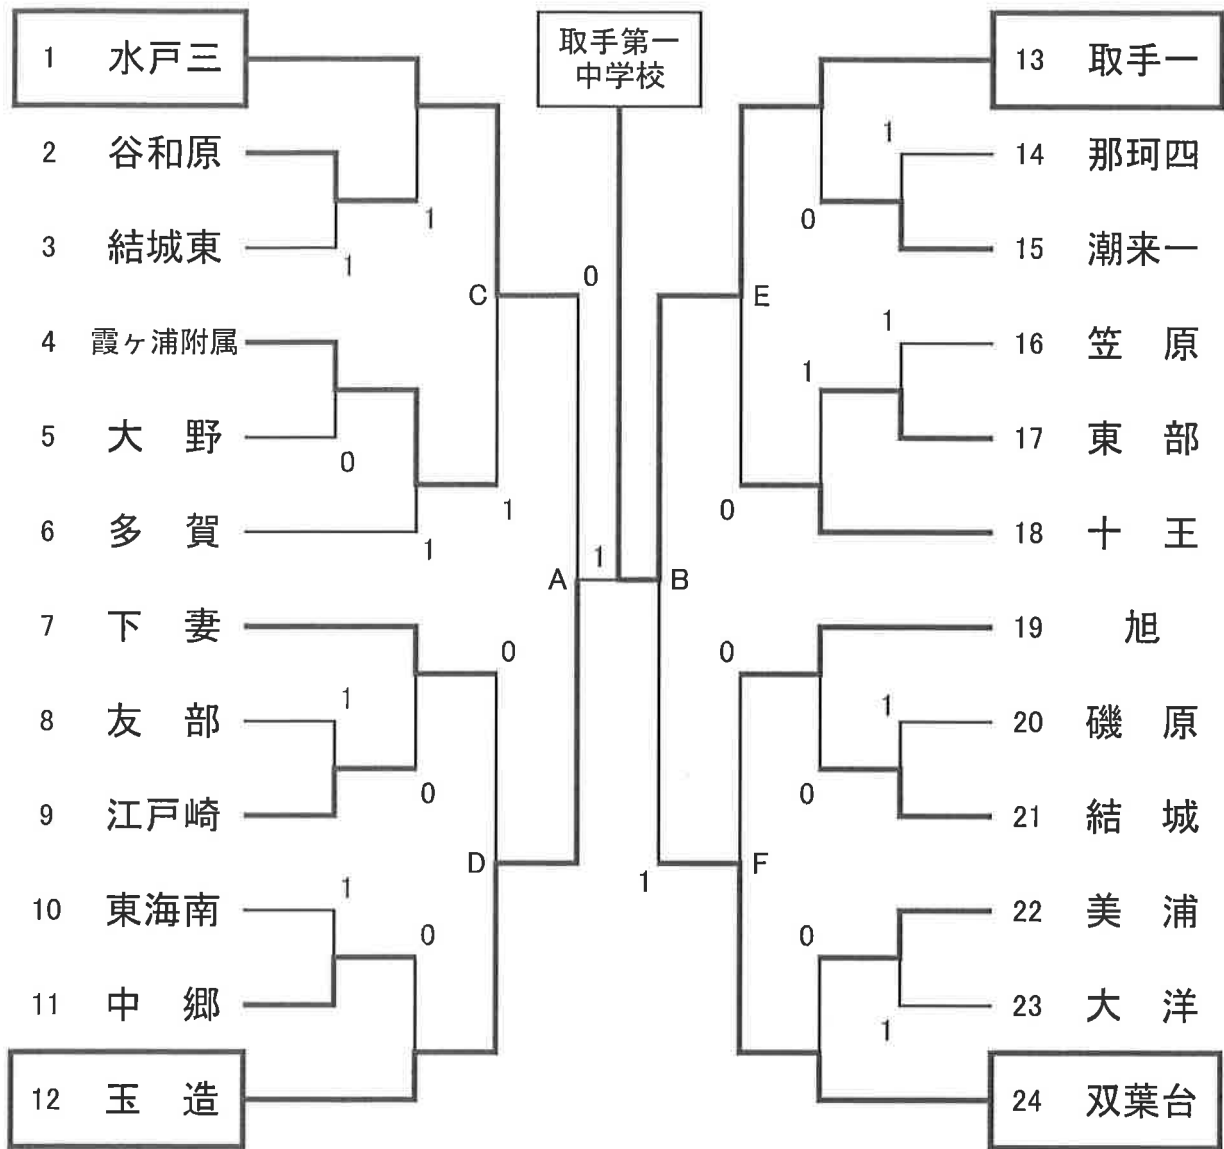 取手第一
中学校
1 水戸三
2 谷和原
1
3 結城東
1
C
0
4 霞ヶ浦附属
5 大野
0
6 多賀
1
1
A
1
7 下妻
0
8 友部
1
9 江戸崎
0
D
10 東海南
1
0
11 中郷
12 玉造
13 取手一
1
14 那珂四
0
15 潮来一
E
1
16 笠原
1
17 東部
0
18 十王
B
0
19 旭
1
20 磯原
0
21 結城
F
1
22 美浦
0
23 大洋
1
24 双葉台